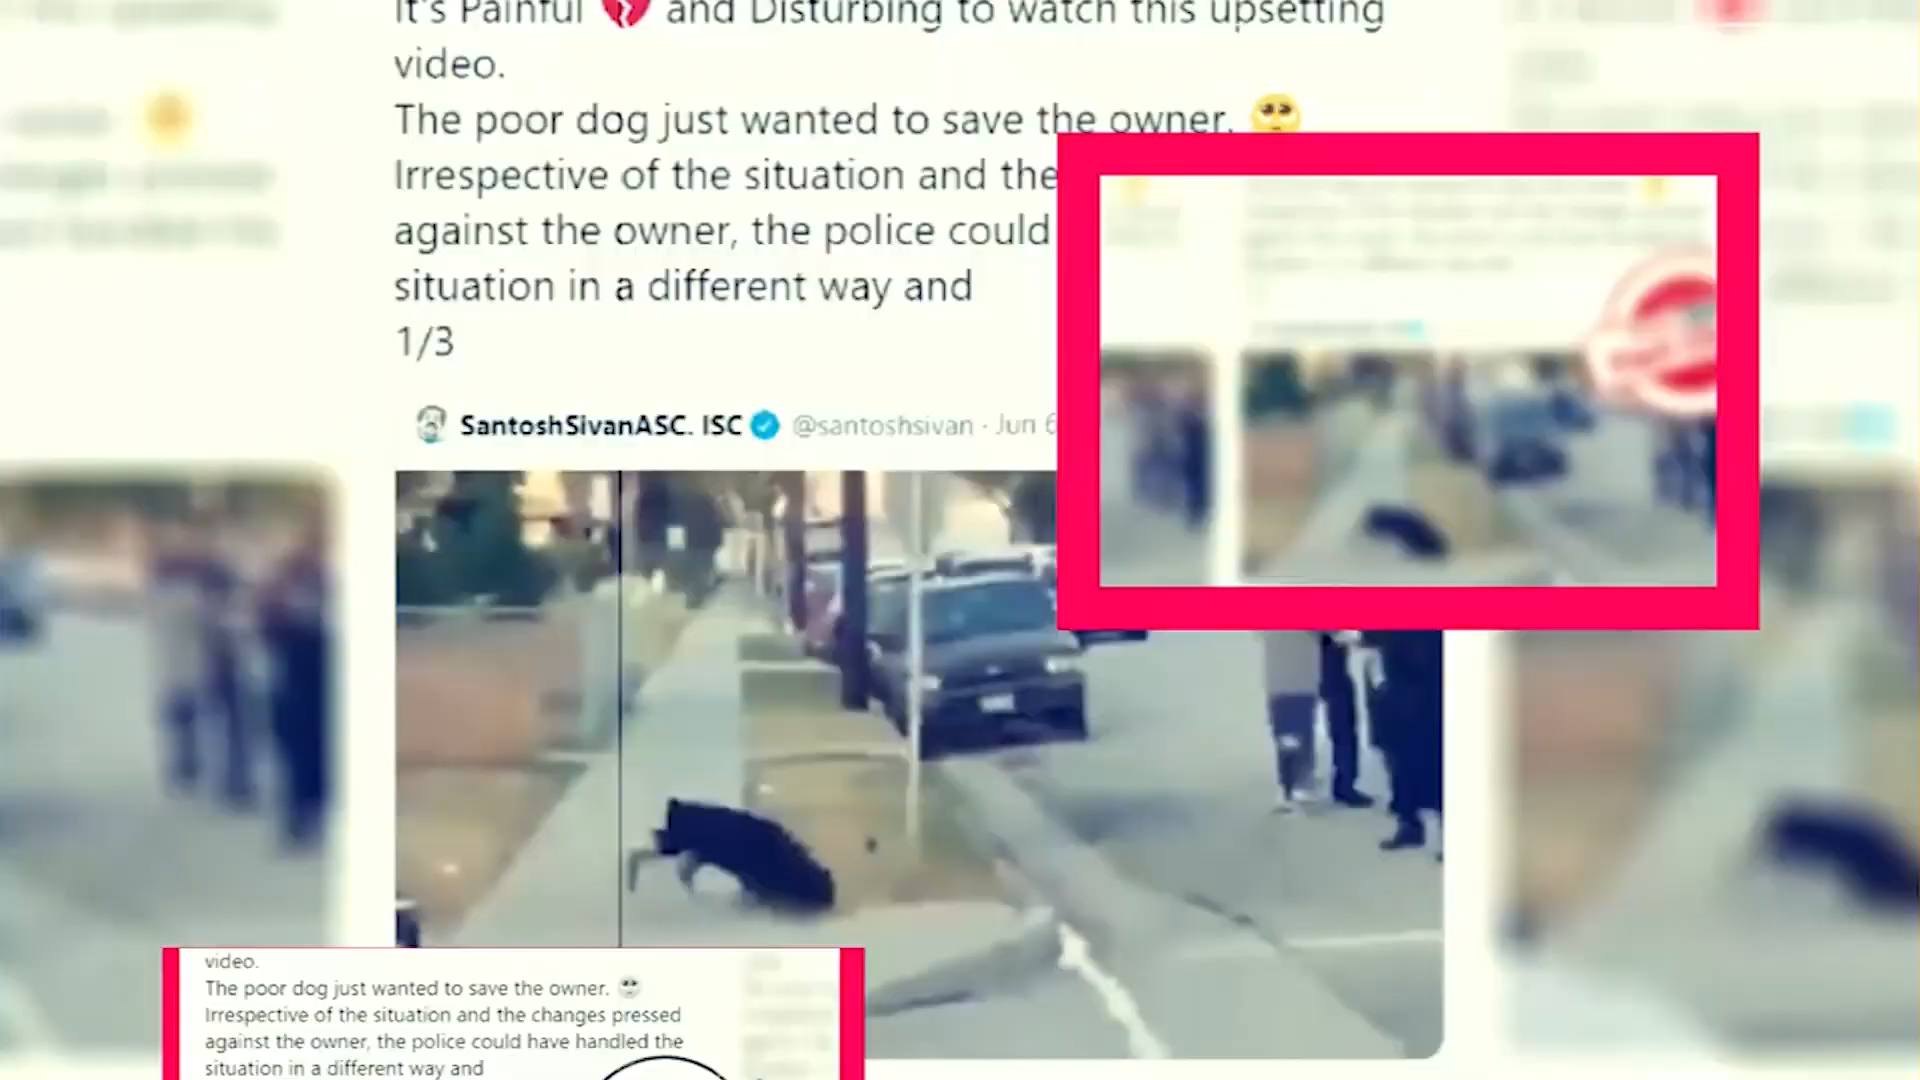 It's Painful 💔 and Disturbing to watch this upsetting
video.
The poor dog just wanted to save the owner. 🥺
Irrespective of the situation and the
against the owner, the police could
situation in a different way and
1/3
SantoshSivanASC. ISC @santoshsivan · Jun 6
video.
The poor dog just wanted to save the owner. 🥺
Irrespective of the situation and the changes pressed
against the owner, the police could have handled the
situation in a different way and